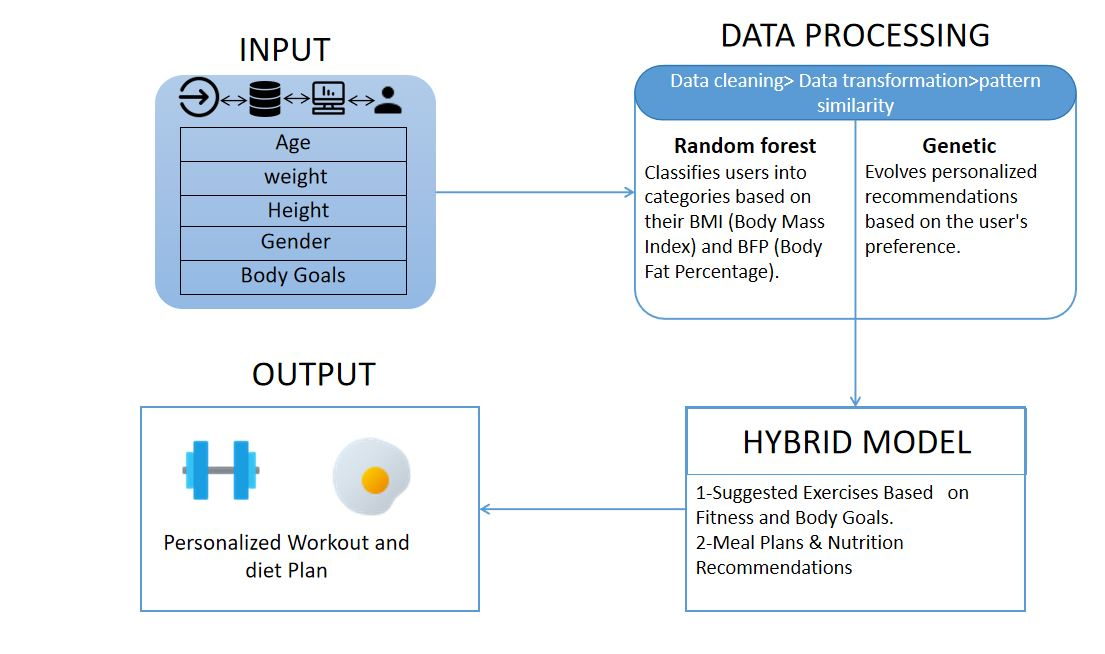 INPUT
Age
weight
Height
Gender
Body Goals
DATA PROCESSING
Data cleaning> Data transformation>pattern
similarity
Random forest
Classifies users into
categories based on
their BMI (Body Mass
Index) and BFP (Body
Fat Percentage).
Genetic
Evolves personalized
recommendations
based on the user's
preference.
HYBRID MODEL
1-Suggested Exercises Based on
Fitness and Body Goals.
2-Meal Plans & Nutrition
Recommendations
OUTPUT
Personalized Workout and
diet Plan